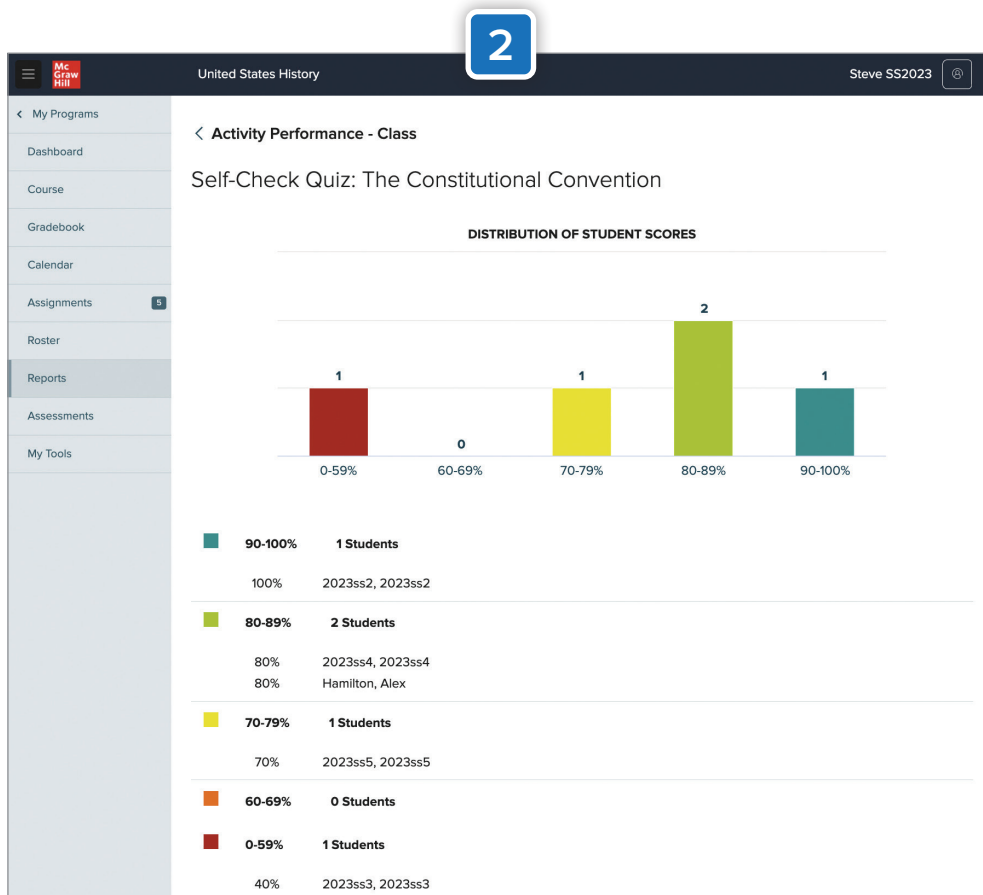 2
Mc
Graw
Hill
United States History
Steve SS2023
My Programs
Dashboard
Course
Gradebook
Calendar
Assignments 5
Roster
Reports
Assessments
My Tools
Activity Performance - Class
Self-Check Quiz: The Constitutional Convention
DISTRIBUTION OF STUDENT SCORES
1 0 1 2 1
0-59% 60-69% 70-79% 80-89% 90-100%
90-100% 1 Students
100% 2023ss2, 2023ss2
80-89% 2 Students
80% 2023ss4, 2023ss4
80% Hamilton, Alex
70-79% 1 Students
70% 2023ss5, 2023ss5
60-69% 0 Students
0-59% 1 Students
40% 2023ss3, 2023ss3